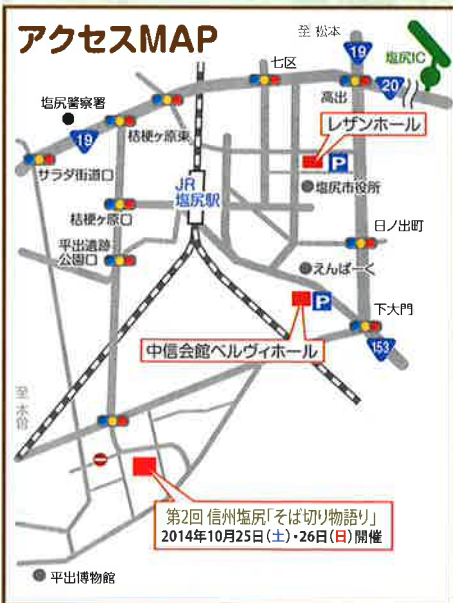 アクセスMAP
至 松本
19
塩尻IC
七区
20
高出
塩尻警察署
桔梗ヶ原東
レザンホール
19
P
サラダ街道口
JR
塩尻駅
塩尻市役所
桔梗ヶ原口
日ノ出町
平出遺跡
公園口
えんぱーく
P
下大門
中信会館ベルヴィホール
153
至 木曽
第2回 信州塩尻「そば切り物語り」
2014年10月25日(土)・26日(日)開催
平出博物館